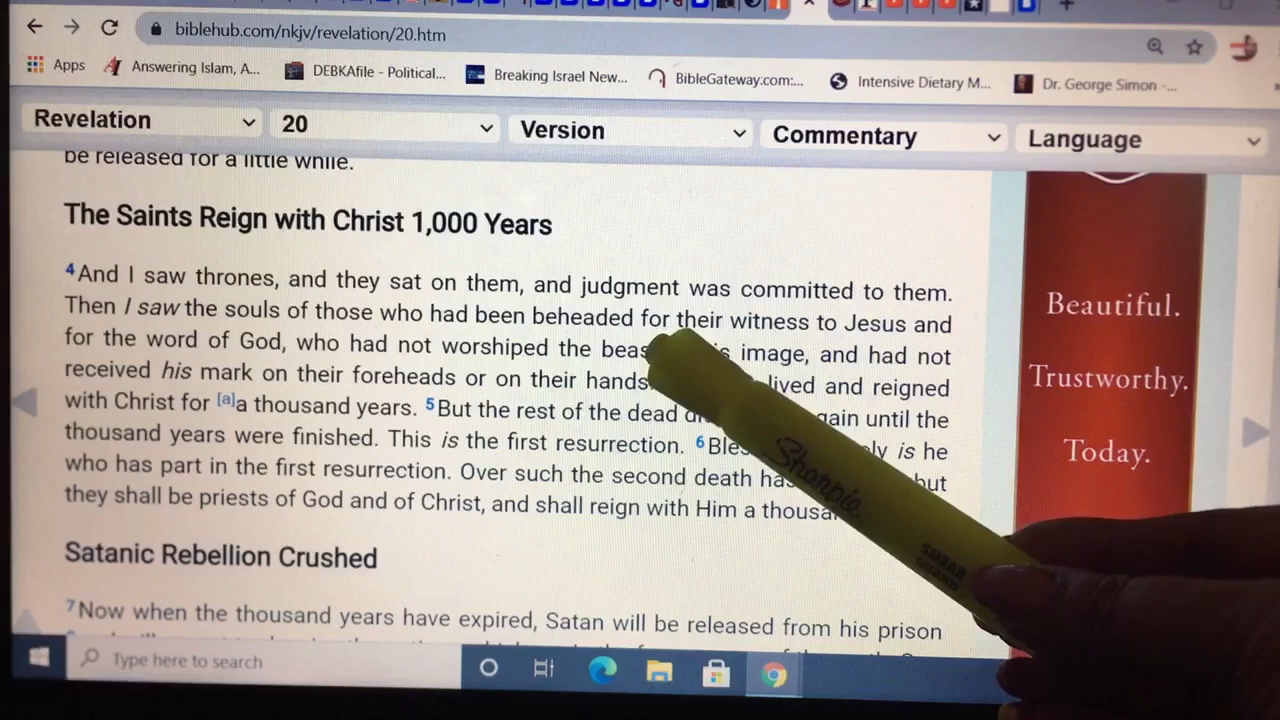 biblehub.com/nkjv/revelation/20.htm
Apps Answering Islam, A... DEBKAfile - Political... Breaking Israel New... BibleGateway.com:... Intensive Dietary M... Dr. George Simon -...
Revelation 20 Version Commentary Language
be released for a little while.
The Saints Reign with Christ 1,000 Years
4And I saw thrones, and they sat on them, and judgment was committed to them.
Then I saw the souls of those who had been beheaded for their witness to Jesus and
for the word of God, who had not worshiped the image, and had not
received his mark on their foreheads or on their hands lived and reigned
with Christ for [a]a thousand years. 5But the rest of the dead until the
thousand years were finished. This is the first resurrection. 6 is he
who has part in the first resurrection. Over such the second death but
they shall be priests of God and of Christ, and shall reign with Him a
Satanic Rebellion Crushed
7Now when the thousand years have expired, Satan will be released from his prison
Beautiful.
Trustworthy.
Today.
Sharpie.
SMEAR
GUARD
Type here to search